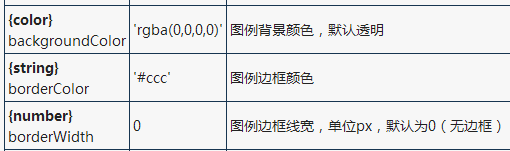 {color}
backgroundColor 'rgba(0,0,0,0)' 图例背景颜色，默认透明
{string}
borderColor '#ccc' 图例边框颜色
{number}
borderWidth 0 图例边框线宽，单位px，默认为0（无边框）